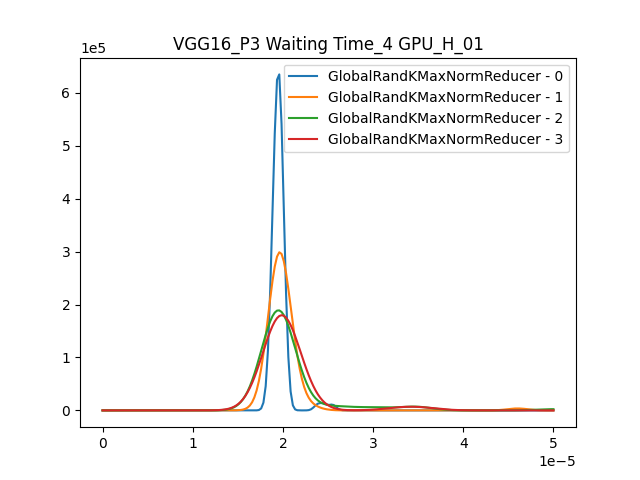 VGG16_P3 Waiting Time_4 GPU_H_01
1e5
GlobalRandKMaxNormReducer - 0
GlobalRandKMaxNormReducer - 1
GlobalRandKMaxNormReducer - 2
GlobalRandKMaxNormReducer - 3
6
5
4
3
2
1
0
0 1 2 3 4 5
1e−5